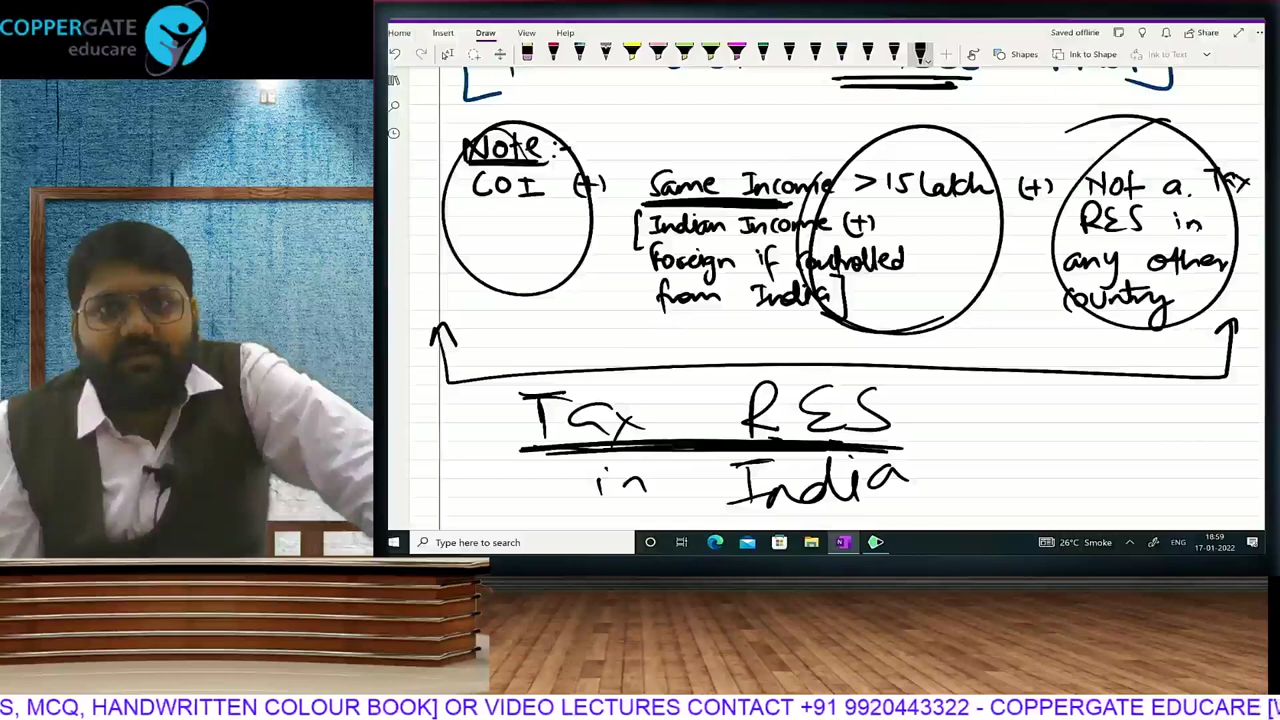 COPPERGATE
educare
Home Insert Draw View Help
Saved offline
Share
Shapes
Ink to Shape
Ink to Text
Note :-
COI (+) Same Income > 15 Lakh (+) Not a Tax
[Indian Income (+) RES in
Foreign if controlled any other
from India] country
Tax RES
in India
Type here to search
26°C Smoke
ENG
18:59
17-01-2022
S, MCQ, HANDWRITTEN COLOUR BOOK] OR VIDEO LECTURES CONTACT +91 9920443322 - COPPERGATE EDUCARE [V